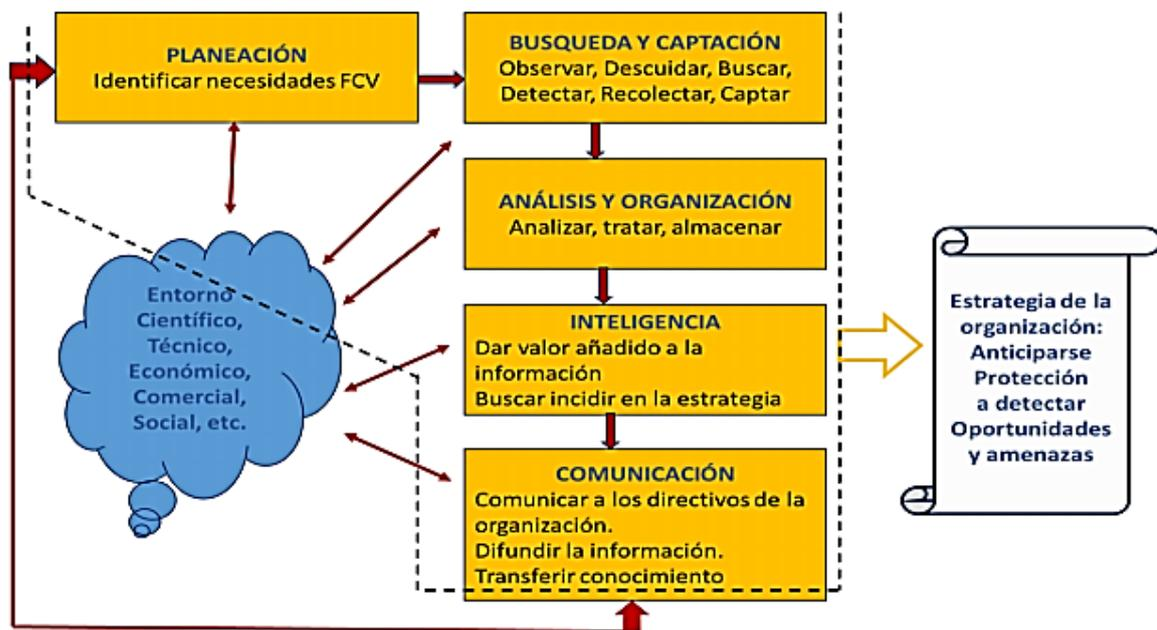 PLANEACIÓN
Identificar necesidades FCV
BUSQUEDA Y CAPTACIÓN
Observar, Descuidar, Buscar,
Detectar, Recolectar, Captar
ANÁLISIS Y ORGANIZACIÓN
Analizar, tratar, almacenar
Entorno
Científico,
Técnico,
Económico,
Comercial,
Social, etc.
INTELIGENCIA
Dar valor añadido a la
información
Buscar incidir en la estrategia
COMUNICACIÓN
Comunicar a los directivos de la
organización.
Difundir la información.
Transferir conocimiento
Estrategia de la
organización:
Anticiparse
Protección
a detectar
Oportunidades
y amenazas